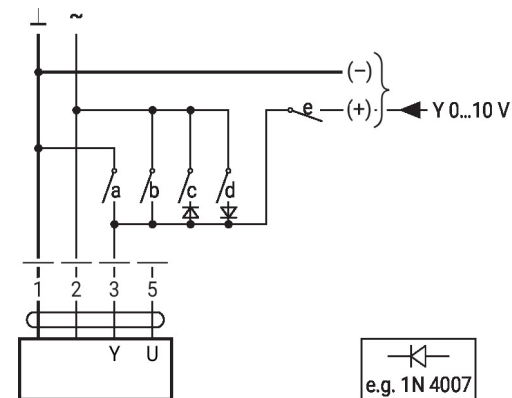 ⊥ ~
(–)
e (+) Y 0...10 V
a b c d
1 2 3 5
Y U
e.g. 1N 4007